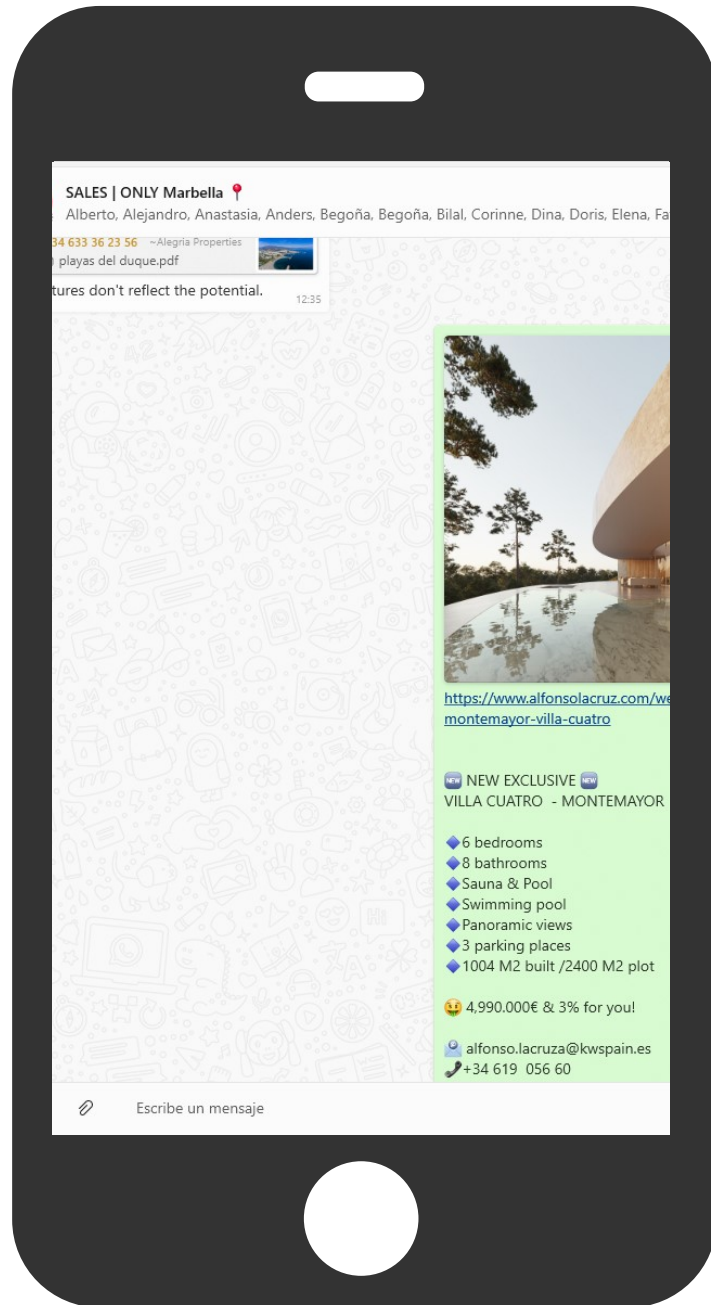 SALES | ONLY Marbella 📍
Alberto, Alejandro, Anastasia, Anders, Begoña, Begoña, Bilal, Corinne, Dina, Doris, Elena, Fa
34 633 36 23 56 ~Alegria Properties
playas del duque.pdf
tures don't reflect the potential.
12:35
https://www.alfonsolacruz.com/we
montemayor-villa-cuatro
🆕 NEW EXCLUSIVE 🆕
VILLA CUATRO - MONTEMAYOR
🔷6 bedrooms
🔷8 bathrooms
🔷Sauna & Pool
🔷Swimming pool
🔷Panoramic views
🔷3 parking places
🔷1004 M2 built /2400 M2 plot
🤑 4,990.000€ & 3% for you!
📧 alfonso.lacruza@kwspain.es
📞+34 619 056 60
Escribe un mensaje